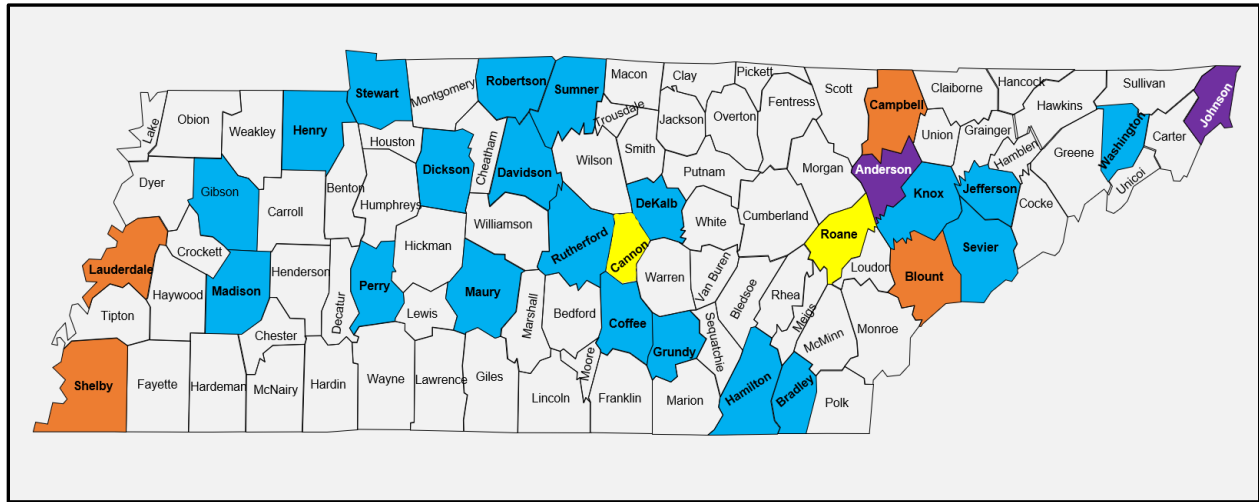 Lake
Obion
Weakley
Henry
Stewart
Montgomery
Robertson
Sumner
Macon
Clay
Pickett
Fentress
Scott
Campbell
Claiborne
Hancock
Hawkins
Sullivan
Johnson
Trousdale
Jackson
Overton
Union
Grainger
Hamblen
Greene
Washington
Carter
Unicoi
Dyer
Gibson
Carroll
Benton
Houston
Humphreys
Dickson
Cheatham
Davidson
Wilson
Smith
Putnam
Morgan
Anderson
Knox
Jefferson
Cocke
Lauderdale
Crockett
Haywood
Madison
Henderson
Decatur
Perry
Hickman
Williamson
Rutherford
Cannon
DeKalb
White
Cumberland
Roane
Loudon
Blount
Sevier
Tipton
Chester
Lewis
Maury
Marshall
Bedford
Coffee
Warren
Van Buren
Bledsoe
Rhea
Meigs
McMinn
Monroe
Shelby
Fayette
Hardeman
McNairy
Hardin
Wayne
Lawrence
Giles
Lincoln
Moore
Franklin
Grundy
Sequatchie
Marion
Hamilton
Bradley
Polk